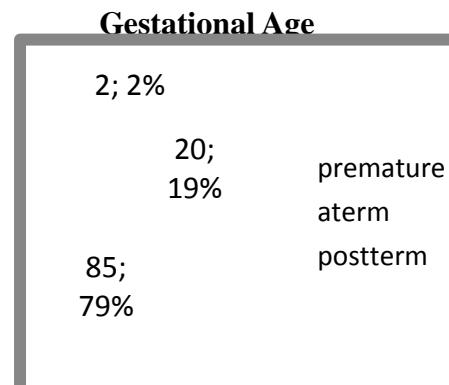 Gestational Age
2; 2%
20;
19%
premature
aterm
postterm
85;
79%